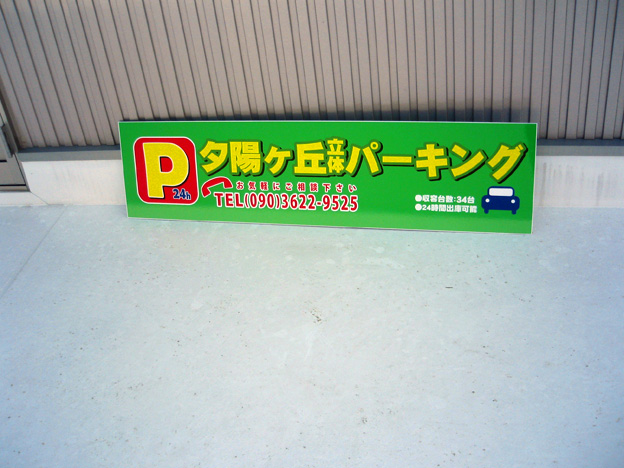 P
24h
夕陽ヶ丘立体パーキング
お気軽にご相談下さい
TEL(090)3622-9525
●収容台数:34台
●24時間出庫可能